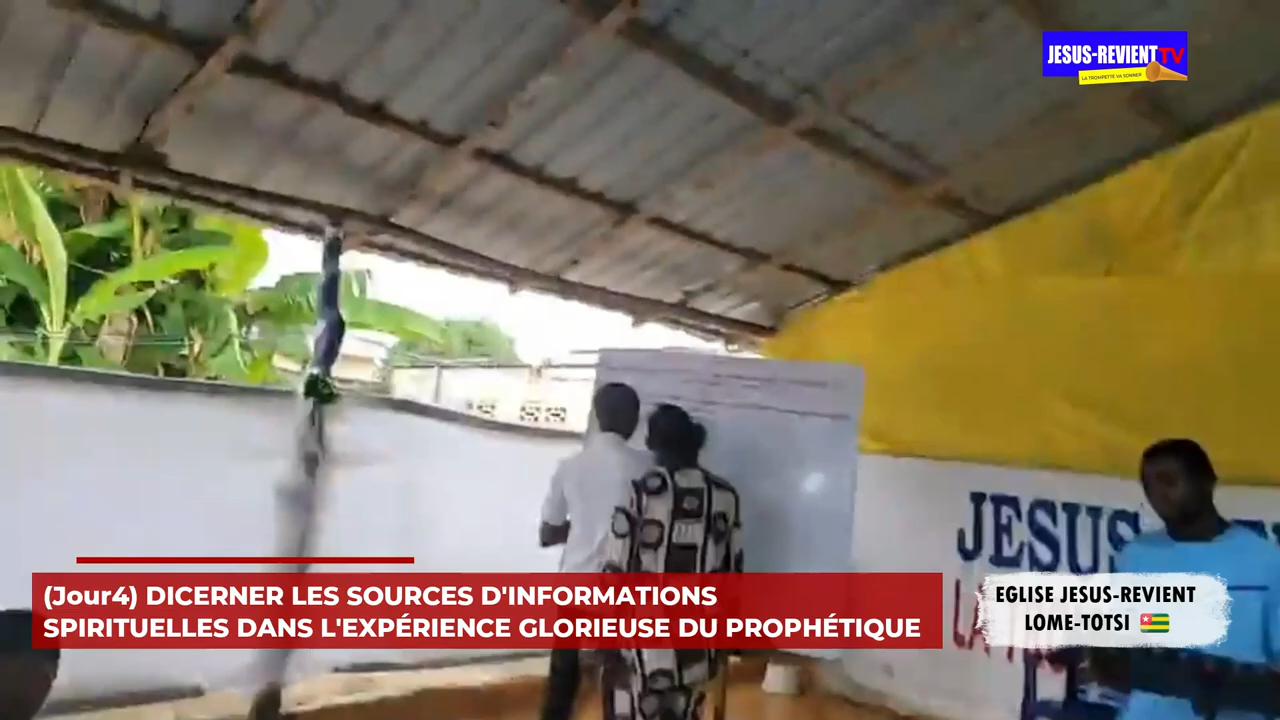 JESUS-REVIENT TV
LA TROMPETTE VA SONNER
(Jour4) DICERNER LES SOURCES D'INFORMATIONS
SPIRITUELLES DANS L'EXPÉRIENCE GLORIEUSE DU PROPHÉTIQUE
JESUS
EGLISE JESUS-REVIENT
LOME-TOTSI